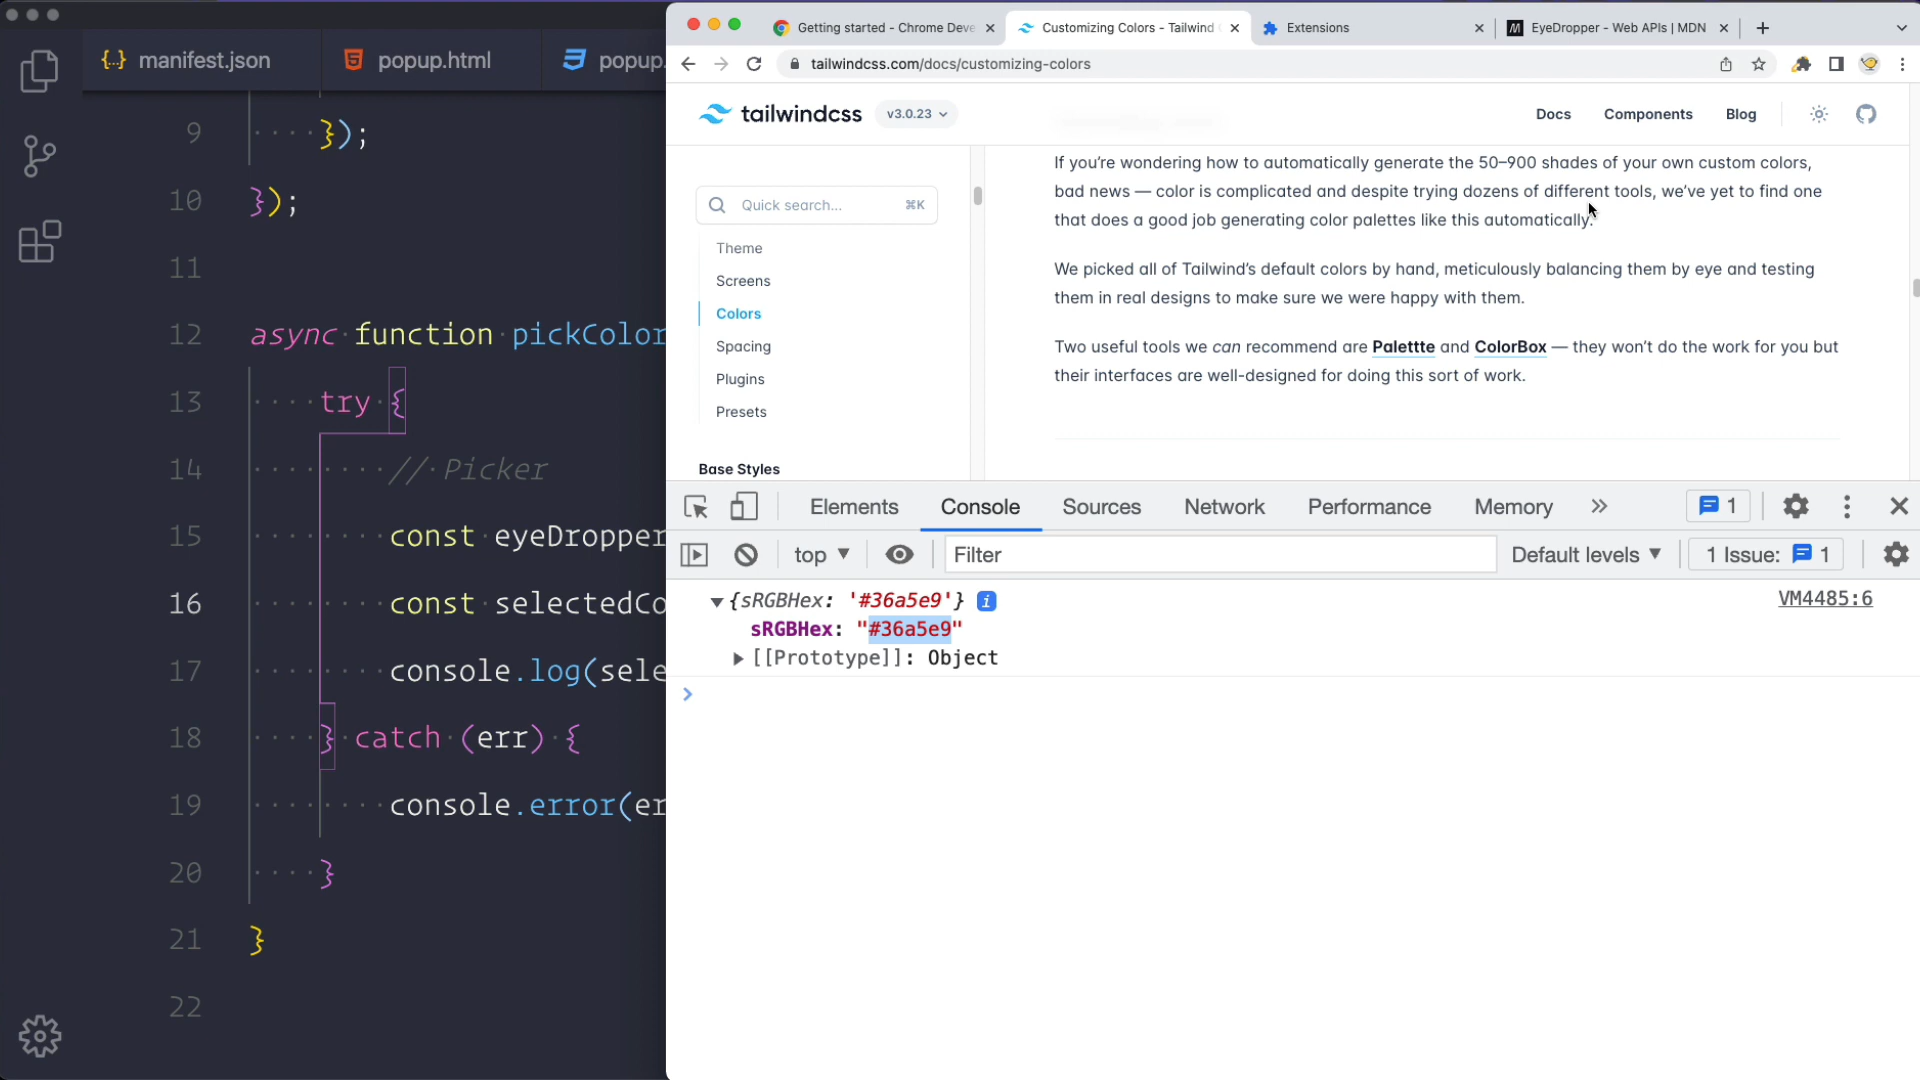 manifest.json
popup.html
popup.
9 });
10 });
11
12 async function pickColor
13 try {
14 // Picker
15 const eyeDropper
16 const selectedCo
17 console.log(sele
18 } catch (err) {
19 console.error(er
20 }
21 }
22
Getting started - Chrome Deve
Customizing Colors - Tailwind
Extensions
EyeDropper - Web APIs | MDN
tailwindcss.com/docs/customizing-colors
tailwindcss
v3.0.23
Docs
Components
Blog
Quick search...
⌘K
Theme
Screens
Colors
Spacing
Plugins
Presets
Base Styles
If you’re wondering how to automatically generate the 50–900 shades of your own custom colors,
bad news — color is complicated and despite trying dozens of different tools, we’ve yet to find one
that does a good job generating color palettes like this automatically.
We picked all of Tailwind’s default colors by hand, meticulously balancing them by eye and testing
them in real designs to make sure we were happy with them.
Two useful tools we can recommend are Palettte and ColorBox — they won’t do the work for you but
their interfaces are well-designed for doing this sort of work.
Elements
Console
Sources
Network
Performance
Memory
1
top
Filter
Default levels
1 Issue: 1
{sRGBHex: '#36a5e9'}
VM4485:6
sRGBHex: "#36a5e9"
[[Prototype]]: Object